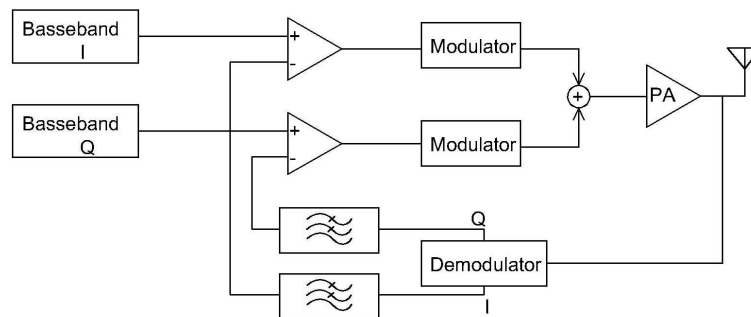 Basseband
I
+
-
Modulator
+
PA
Basseband
Q
+
-
Modulator
Q
Demodulator
I